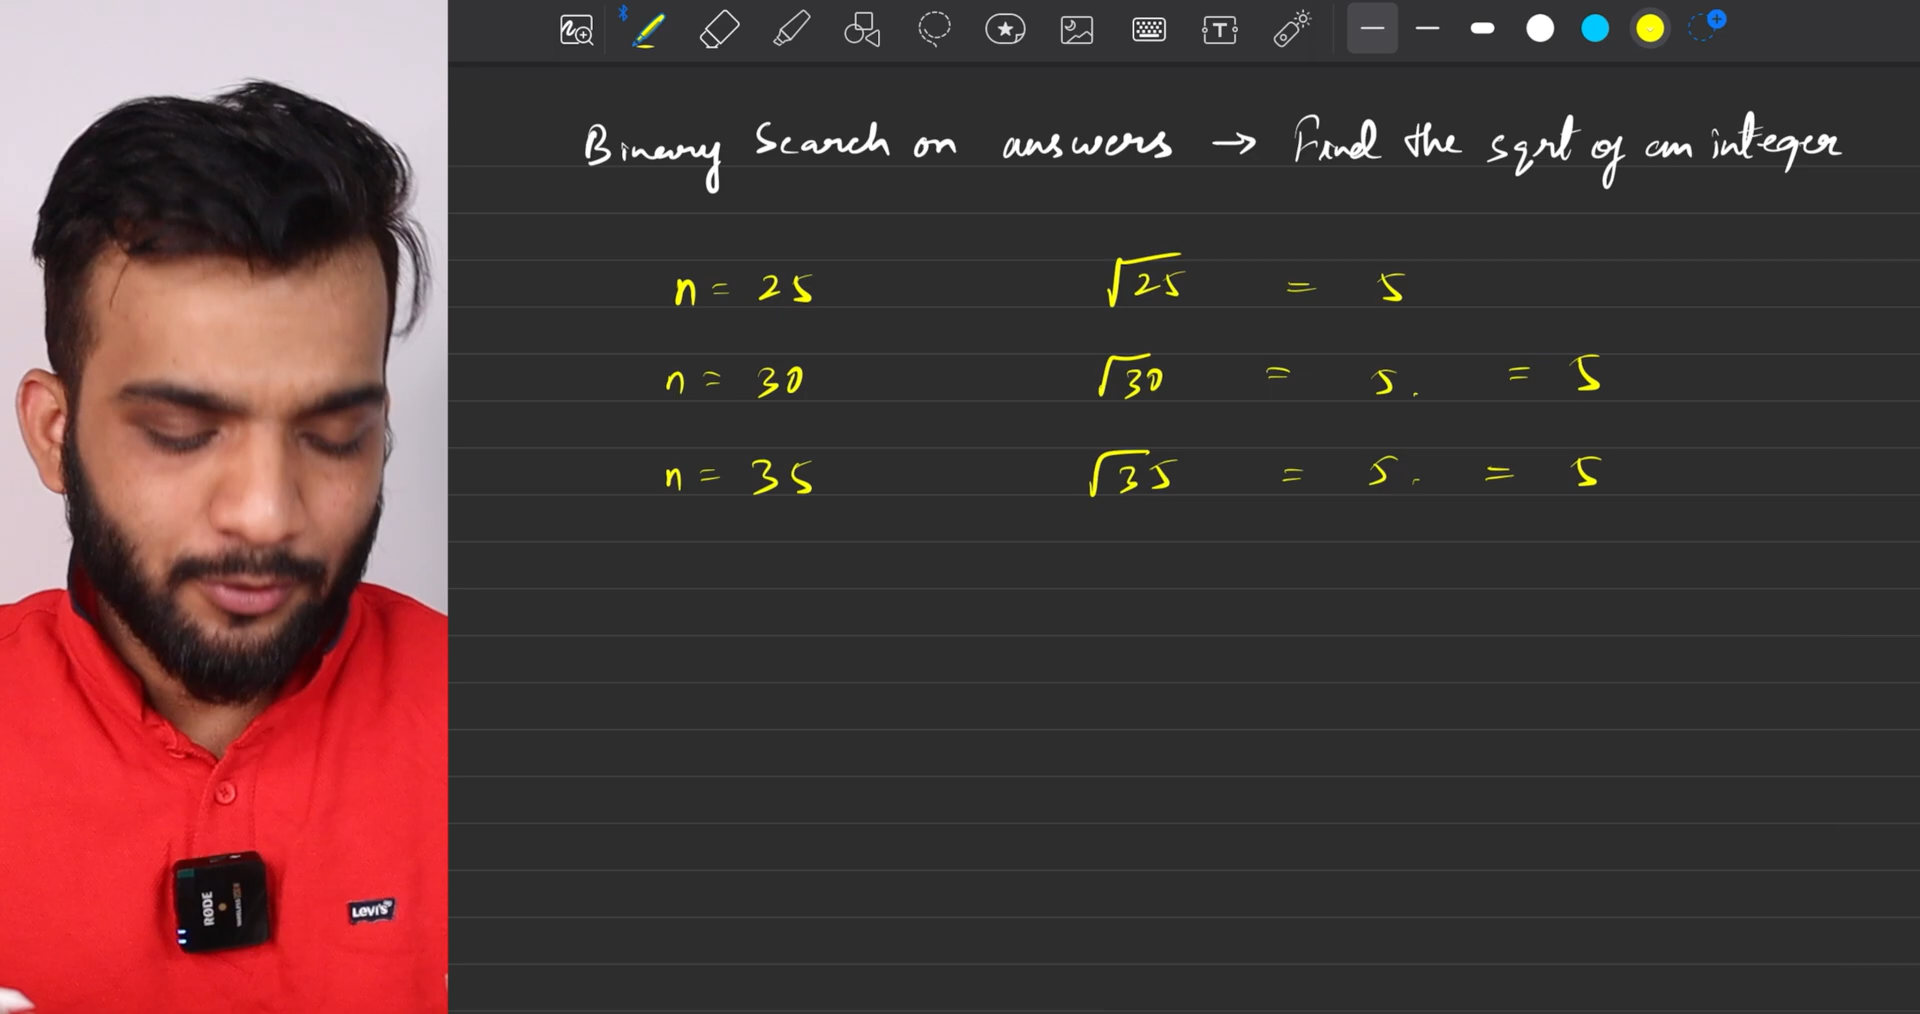 Binary Search on answers → Find the sqrt of an integer
n = 25 √25 = 5
n = 30 √30 = 5. = 5
n = 35 √35 = 5. = 5
T
RØDE
Levi's